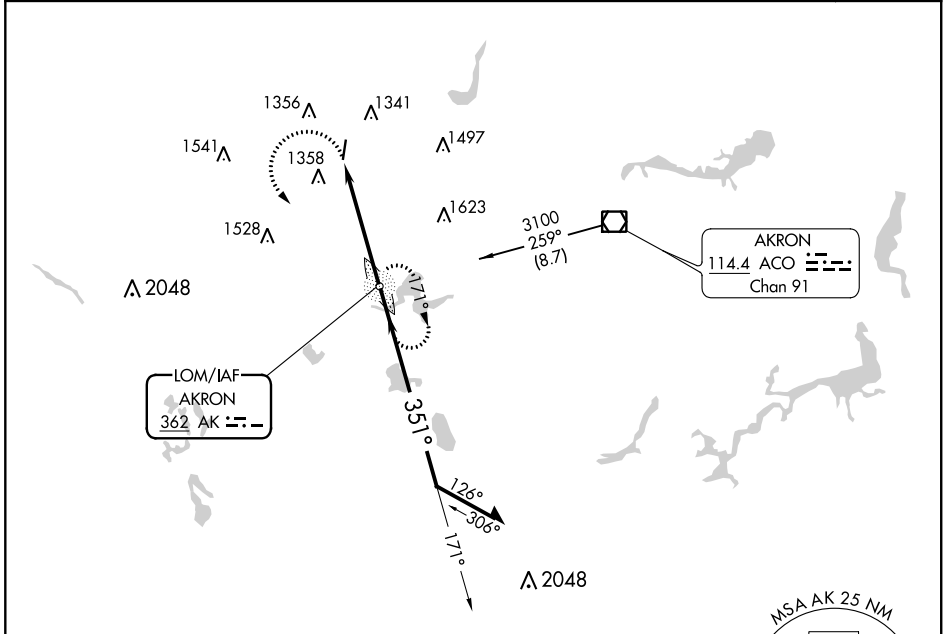 1356
1341
1541
1358
1497
1528
1623
3100
259°
(8.7)
AKRON
114.4 ACO
Chan 91
2048
171°
LOM/IAF
AKRON
362 AK
351°
126°
306°
171°
2048
MSA AK 25 NM